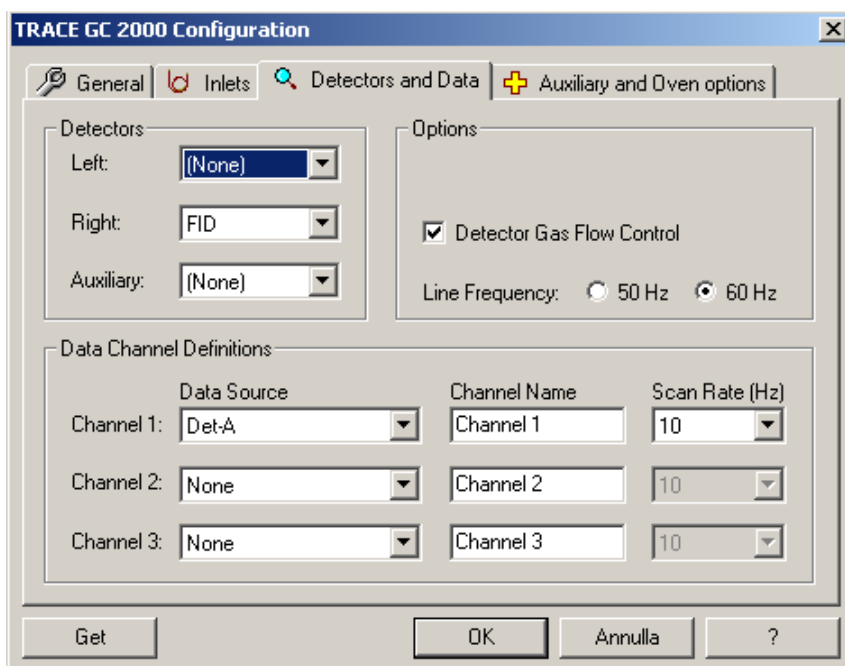 TRACE GC 2000 Configuration
General Inlets Detectors and Data Auxiliary and Oven options
Detectors
Left: (None)
Right: FID
Auxiliary: (None)
Options
Detector Gas Flow Control
Line Frequency: 50 Hz 60 Hz
Data Channel Definitions
Data Source Channel Name Scan Rate (Hz)
Channel 1: Det-A Channel 1 10
Channel 2: None Channel 2 10
Channel 3: None Channel 3 10
Get OK Annulla ?